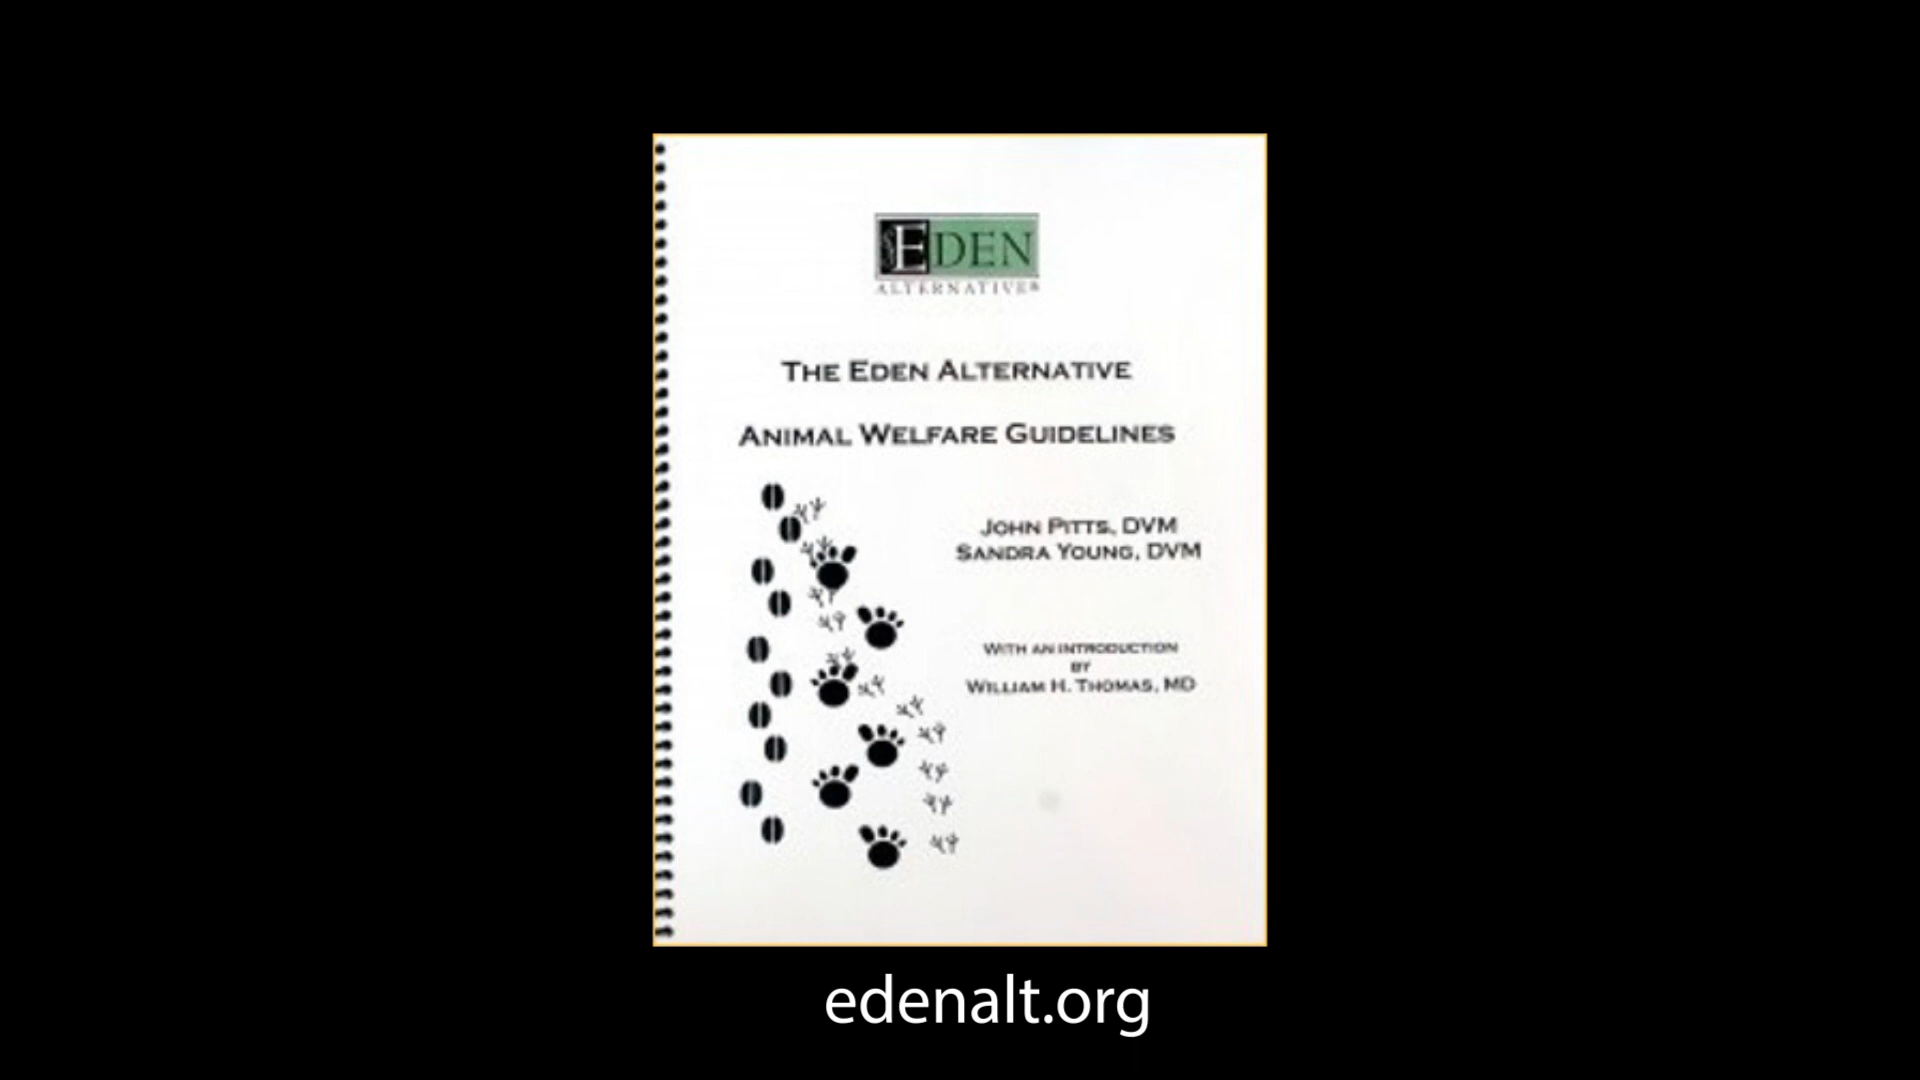 EDEN
ALTERNATIVE®
THE EDEN ALTERNATIVE
ANIMAL WELFARE GUIDELINES
JOHN PITTS, DVM
SANDRA YOUNG, DVM
WITH AN INTRODUCTION
BY
WILLIAM H. THOMAS, MD
edenalt.org